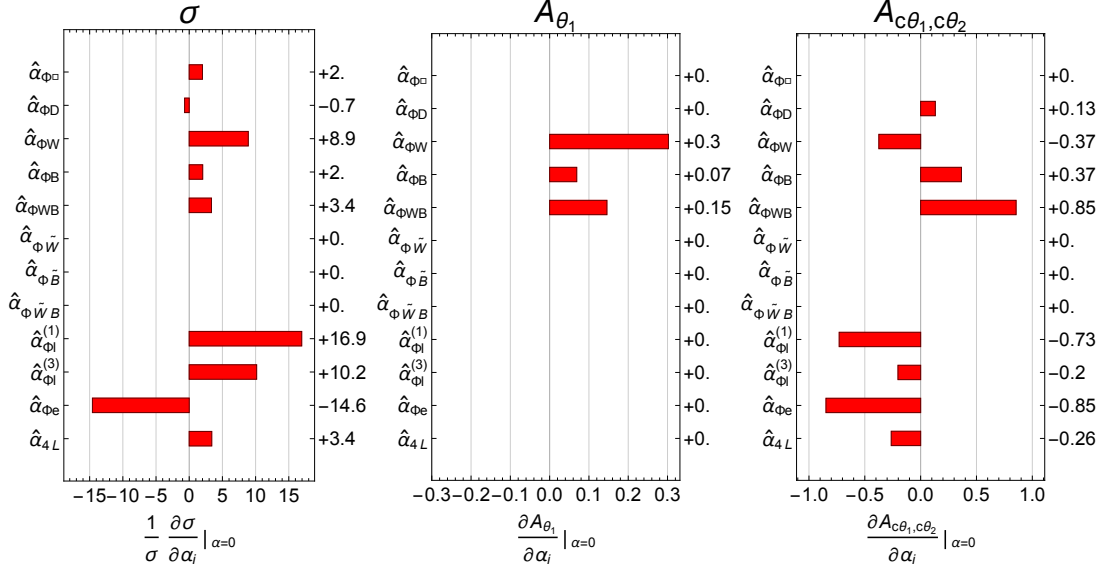 σ
α̂_Φ□ +2.
α̂_ΦD −0.7
α̂_ΦW +8.9
α̂_ΦB +2.
α̂_ΦWB +3.4
α̂_ΦW̃ +0.
α̂_ΦB̃ +0.
α̂_ΦW̃B +0.
α̂_Φl^(1) +16.9
α̂_Φl^(3) +10.2
α̂_Φe −14.6
α̂_4L +3.4
−15 −10 −5 0 5 10 15
1/σ ∂σ/∂α_i |α=0
A_θ₁
α̂_Φ□ +0.
α̂_ΦD +0.
α̂_ΦW +0.3
α̂_ΦB +0.07
α̂_ΦWB +0.15
α̂_ΦW̃ +0.
α̂_ΦB̃ +0.
α̂_ΦW̃B +0.
α̂_Φl^(1) +0.
α̂_Φl^(3) +0.
α̂_Φe +0.
α̂_4L +0.
−0.3 −0.2 −0.1 0.0 0.1 0.2 0.3
∂A_θ₁/∂α_i |α=0
A_cθ₁,cθ₂
α̂_Φ□ +0.
α̂_ΦD +0.13
α̂_ΦW −0.37
α̂_ΦB +0.37
α̂_ΦWB +0.85
α̂_ΦW̃ +0.
α̂_ΦB̃ +0.
α̂_ΦW̃B +0.
α̂_Φl^(1) −0.73
α̂_Φl^(3) −0.2
α̂_Φe −0.85
α̂_4L −0.26
−1.0 −0.5 0.0 0.5 1.0
∂A_cθ₁,cθ₂/∂α_i |α=0